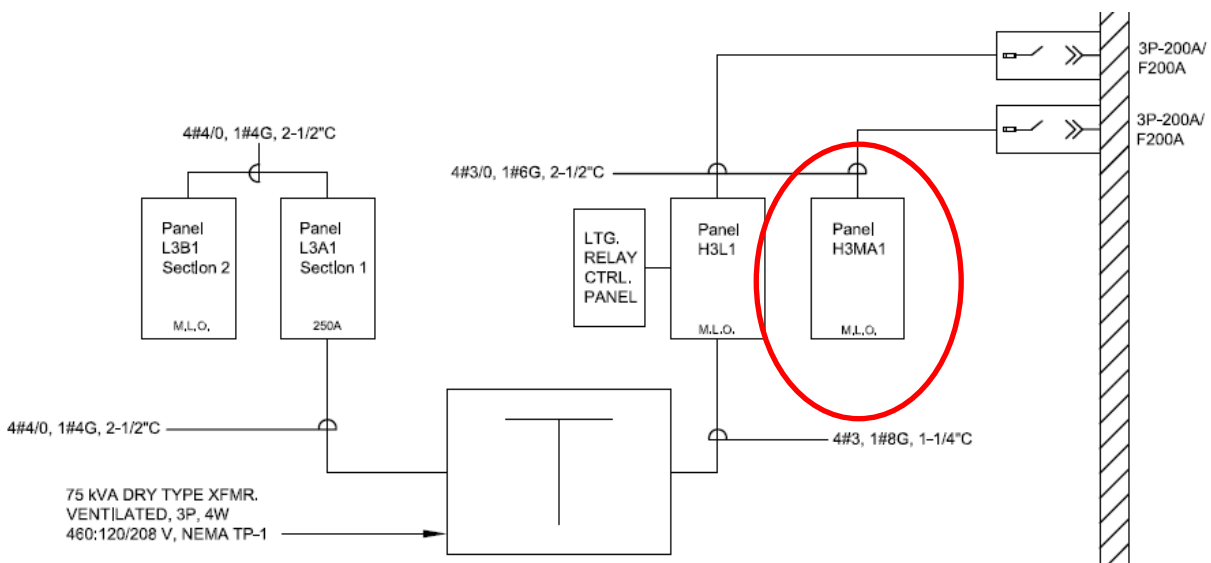 3P-200A/
F200A
3P-200A/
F200A
4#4/0, 1#4G, 2-1/2"C
4#3/0, 1#6G, 2-1/2"C
Panel
L3B1
Section 2
M.L.O.
Panel
L3A1
Section 1
250A
LTG.
RELAY
CTRL.
PANEL
Panel
H3L1
M.L.O.
Panel
H3MA1
M.L.O.
4#4/0, 1#4G, 2-1/2"C
4#3, 1#8G, 1-1/4"C
75 kVA DRY TYPE XFMR.
VENTILATED, 3P, 4W
460:120/208 V, NEMA TP-1